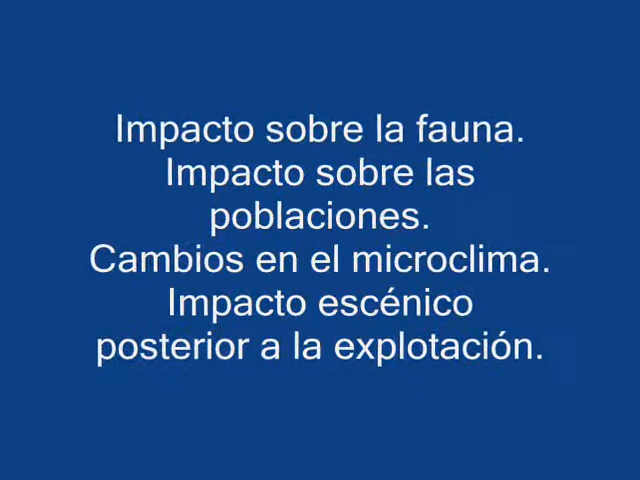 Impacto sobre la fauna.
Impacto sobre las
poblaciones.
Cambios en el microclima.
Impacto escénico
posterior a la explotación.